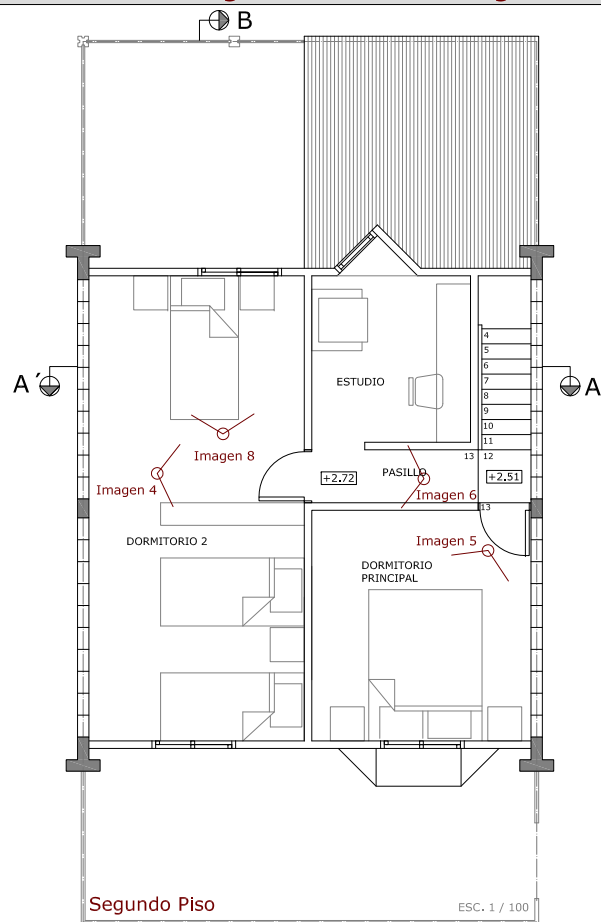 B
4
5
6
7
8
9
10
11
13 12
A´
A
ESTUDIO
Imagen 8
PASILLO
+2.72
+2.51
Imagen 4
Imagen 6
13
DORMITORIO 2
Imagen 5
DORMITORIO
PRINCIPAL
Segundo Piso
ESC. 1 / 100